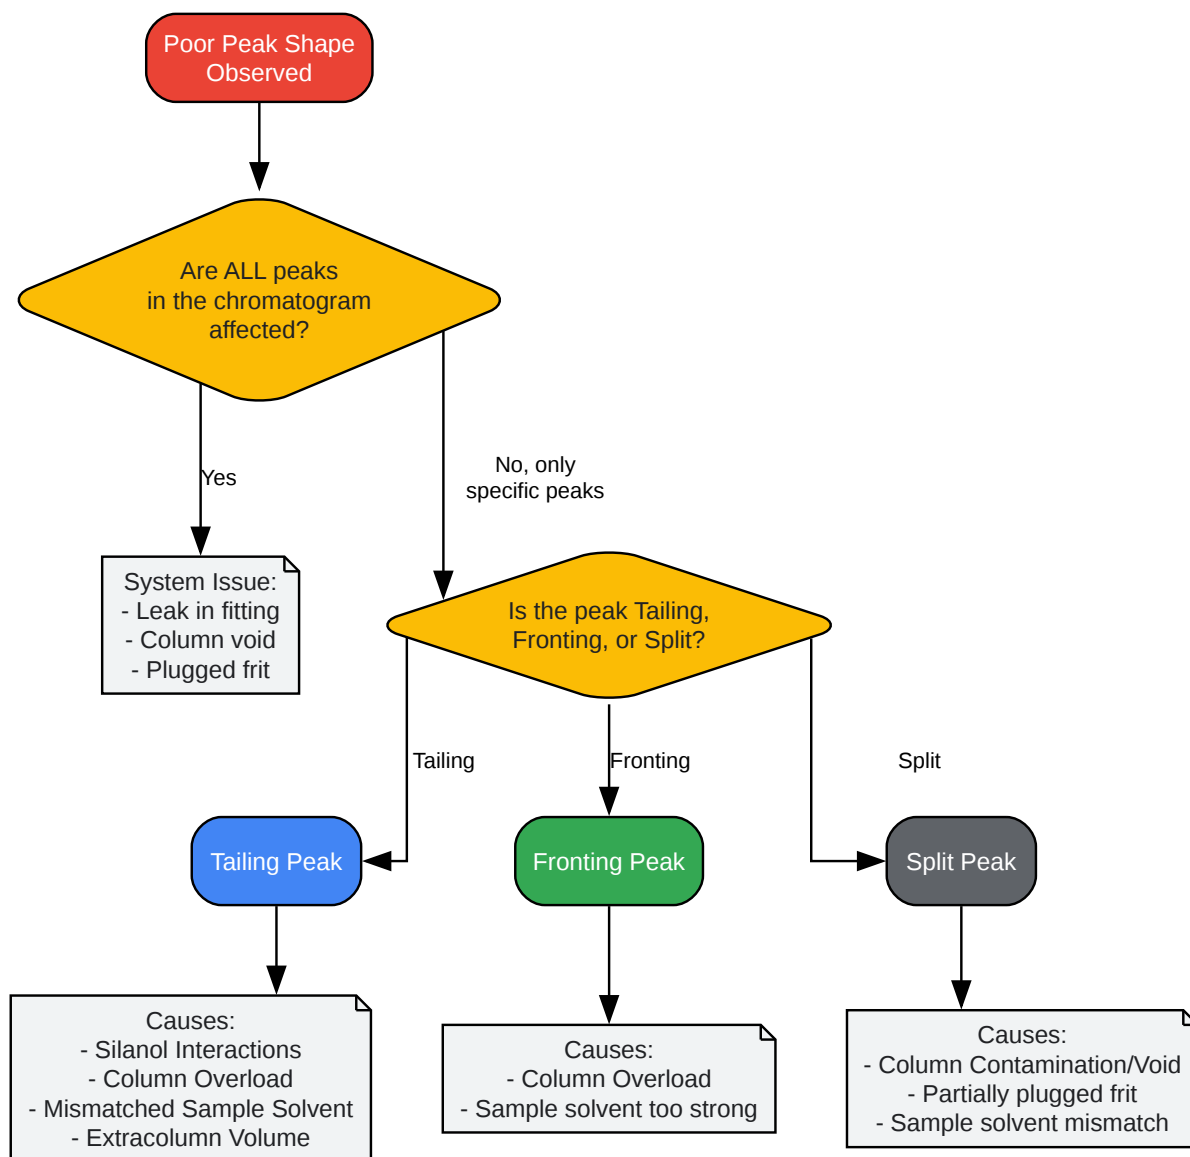 Poor Peak Shape
Observed
Are ALL peaks
in the chromatogram
affected?
Yes
No, only
specific peaks
System Issue:
- Leak in fitting
- Column void
- Plugged frit
Is the peak Tailing,
Fronting, or Split?
Tailing
Fronting
Split
Tailing Peak
Fronting Peak
Split Peak
Causes:
- Silanol Interactions
- Column Overload
- Mismatched Sample Solvent
- Extracolumn Volume
Causes:
- Column Overload
- Sample solvent too strong
Causes:
- Column Contamination/Void
- Partially plugged frit
- Sample solvent mismatch